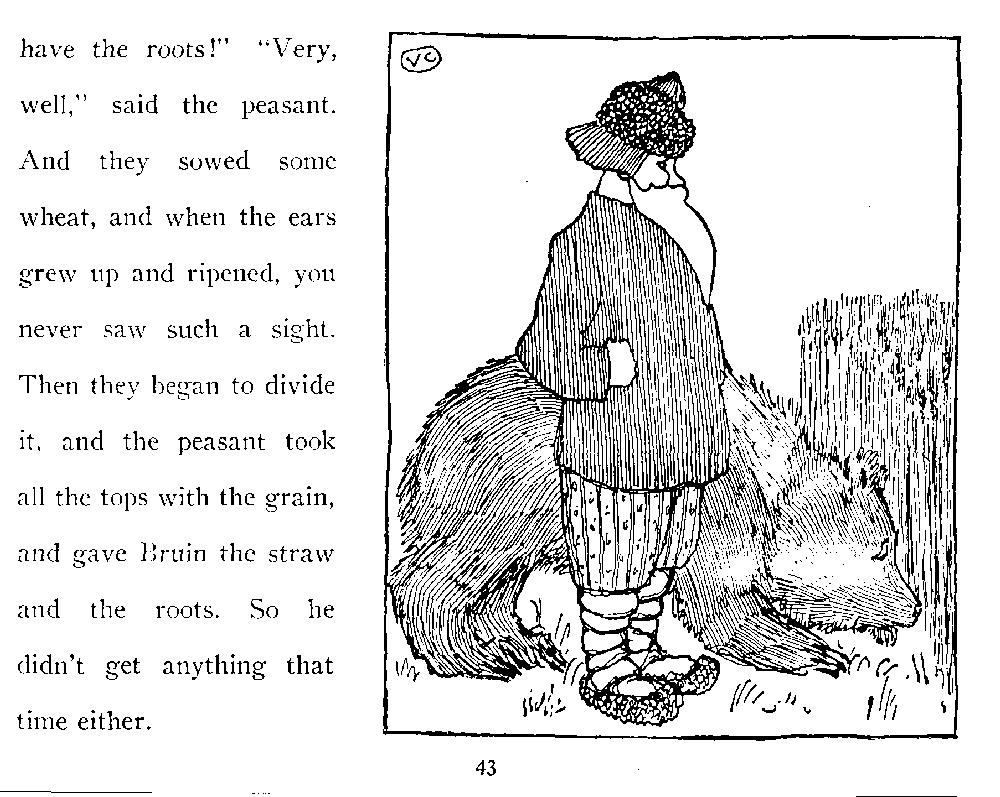 have the roots!" "Very,
well," said the peasant.
And they sowed some
wheat, and when the ears
grew up and ripened, you
never saw such a sight.
Then they began to divide
it, and the peasant took
all the tops with the grain,
and gave Bruin the straw
and the roots. So he
didn't get anything that
time either.
VC
43